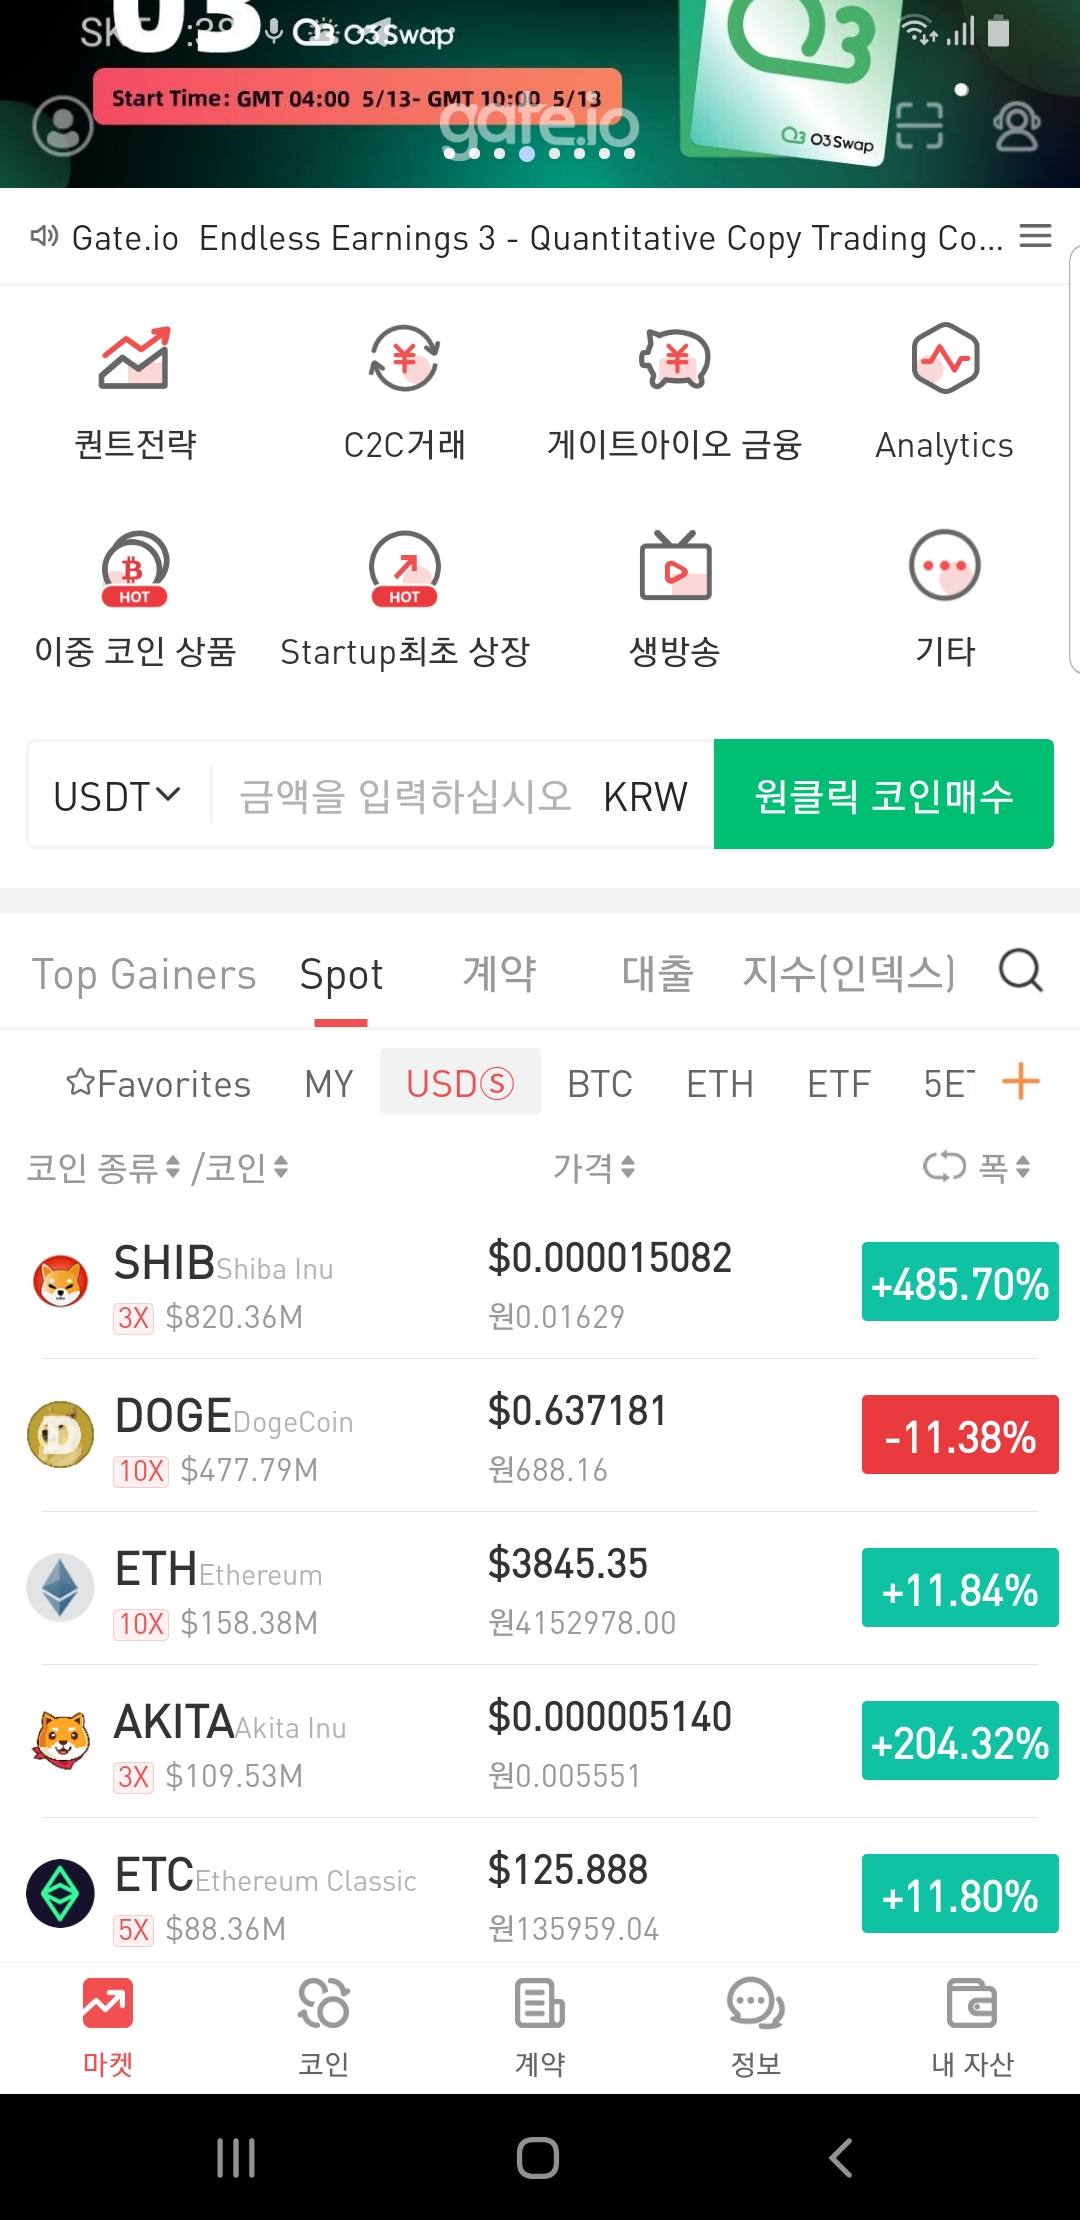 O3 Swap
Start Time: GMT 04:00 5/13- GMT 10:00 5/13
gate.io
O3 Swap
Gate.io Endless Earnings 3 - Quantitative Copy Trading Co...
퀀트전략 C2C거래 게이트아이오 금융 Analytics
HOT HOT
이중 코인 상품 Startup최초 상장 생방송 기타
USDT 금액을 입력하십시오 KRW 원클릭 코인매수
Top Gainers Spot 계약 대출 지수(인덱스)
Favorites MY USDⓈ BTC ETH ETF
코인 종류 /코인 가격 폭
SHIB Shiba Inu $0.000015082 +485.70%
3X $820.36M 원0.01629
DOGE DogeCoin $0.637181 -11.38%
10X $477.79M 원688.16
ETH Ethereum $3845.35 +11.84%
10X $158.38M 원4152978.00
AKITA Akita Inu $0.000005140 +204.32%
3X $109.53M 원0.005551
ETC Ethereum Classic $125.888 +11.80%
5X $88.36M 원135959.04
마켓 코인 계약 정보 내 자산